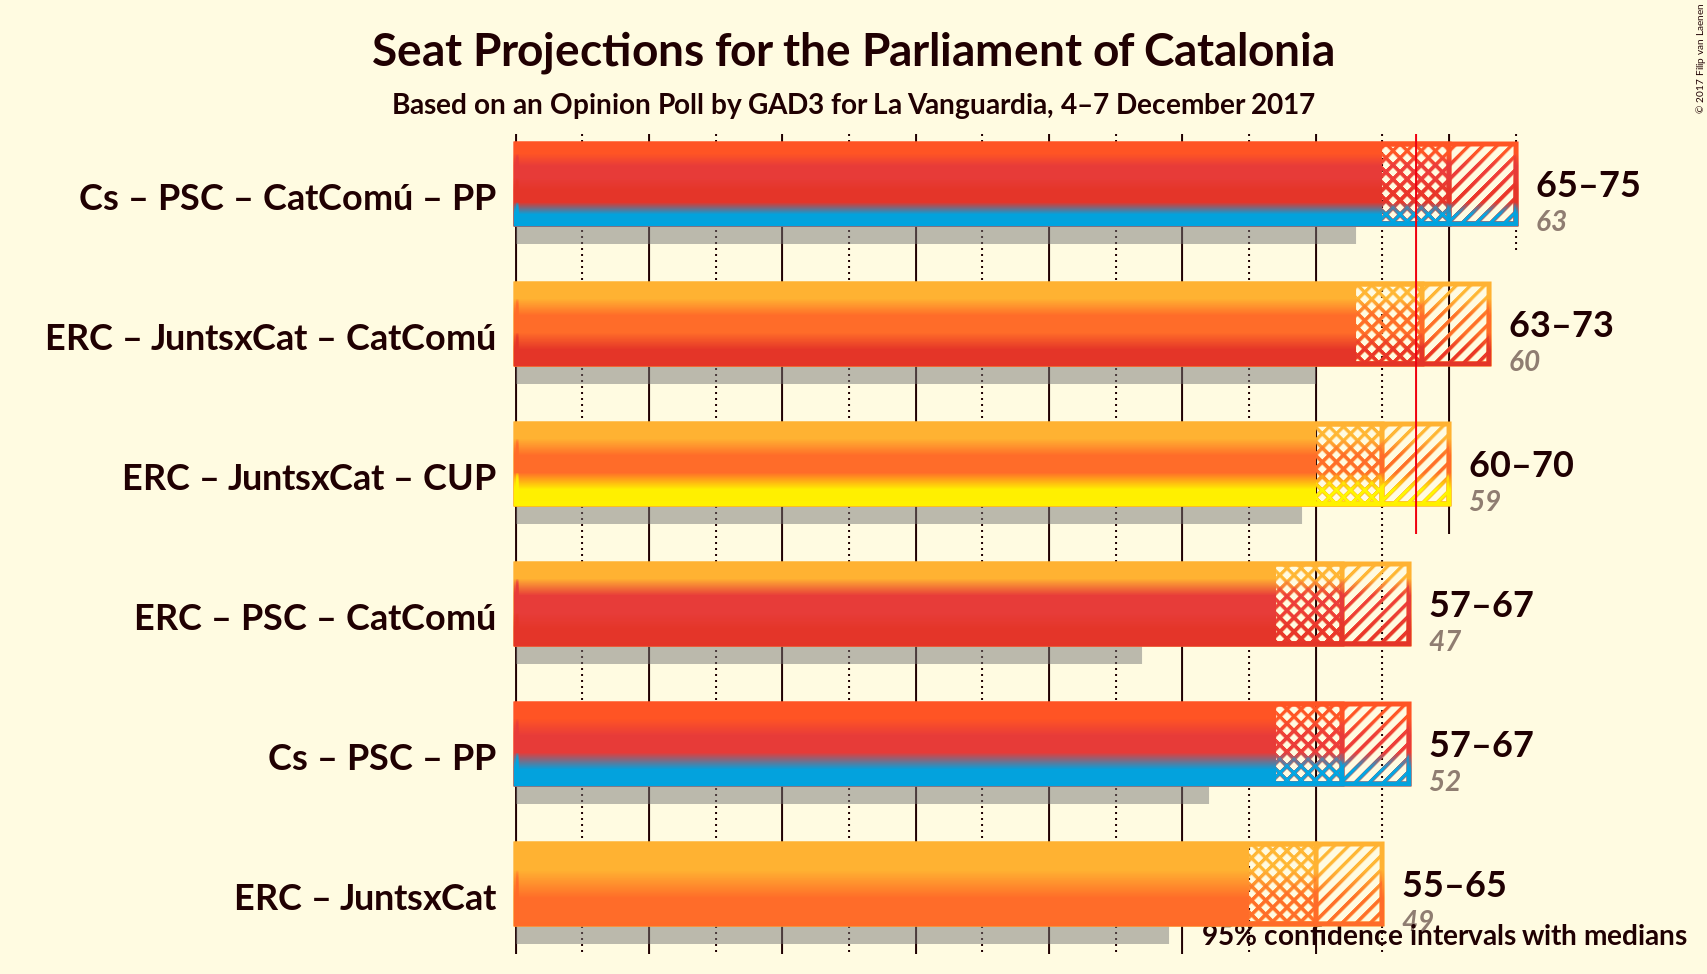 Seat Projections for the Parliament of Catalonia
Based on an Opinion Poll by GAD3 for La Vanguardia, 4–7 December 2017
© 2017 Filip van Laenen
Cs – PSC – CatComú – PP
65–75
63
ERC – JuntsxCat – CatComú
63–73
60
ERC – JuntsxCat – CUP
60–70
59
ERC – PSC – CatComú
57–67
47
Cs – PSC – PP
57–67
52
ERC – JuntsxCat
55–65
49
95% confidence intervals with medians